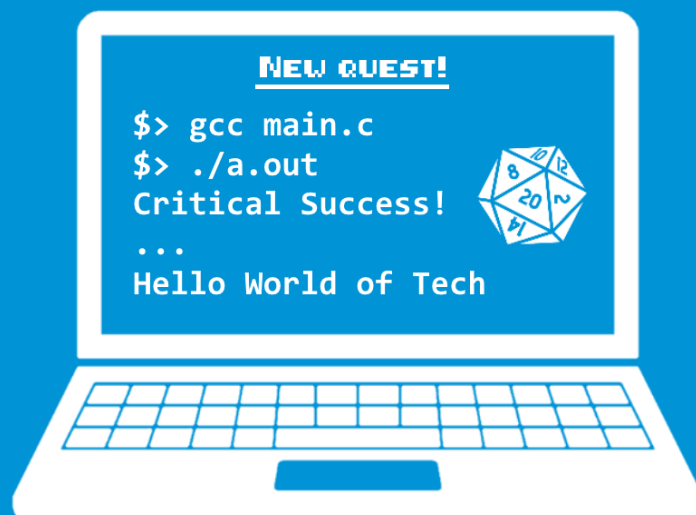 New quest!
$> gcc main.c
$> ./a.out
Critical Success!
...
Hello World of Tech
10
12
8
20
2
14